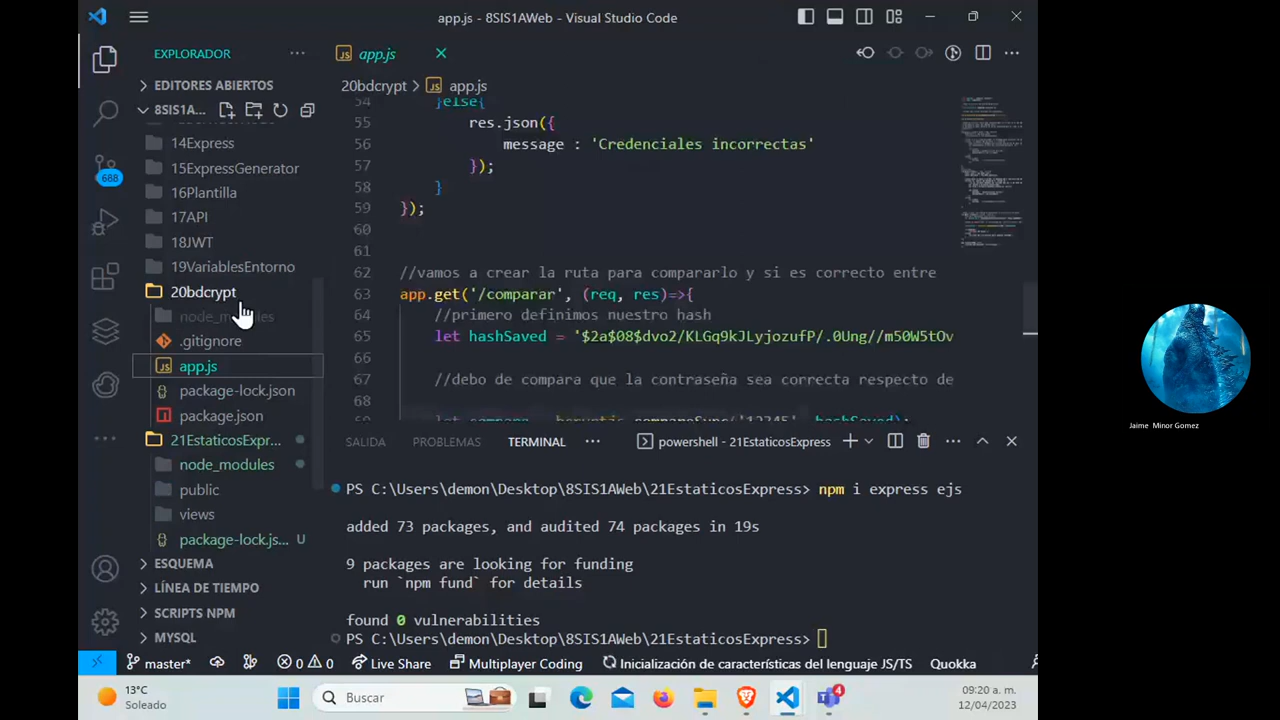 app.js - 8SIS1AWeb - Visual Studio Code
EXPLORADOR
EDITORES ABIERTOS
8SIS1A...
14Express
15ExpressGenerator
16Plantilla
17API
18JWT
19VariablesEntorno
20bdcrypt
.gitignore
app.js
package-lock.json
package.json
21EstaticosExpr...
node_modules
public
views
package-lock.js... U
ESQUEMA
LÍNEA DE TIEMPO
SCRIPTS NPM
MYSQL
688
JS app.js
20bdcrypt > JS app.js
54 }else{
55 res.json({
56 message : 'Credenciales incorrectas'
57 });
58 }
59 });
60
61
62 //vamos a crear la ruta para compararlo y si es correcto entre
63 app.get('/comparar', (req, res)=>{
64 //primero definimos nuestro hash
65 let hashSaved = '$2a$08$dvo2/KLGq9kJLyjozufP/.0Ung//m50W5tOv
66
67 //debo de compara que la contraseña sea correcta respecto de
68
SALIDA PROBLEMAS TERMINAL ... powershell - 21EstaticosExpress
PS C:\Users\demon\Desktop\8SIS1AWeb\21EstaticosExpress> npm i express ejs
added 73 packages, and audited 74 packages in 19s
9 packages are looking for funding
run `npm fund` for details
found 0 vulnerabilities
PS C:\Users\demon\Desktop\8SIS1AWeb\21EstaticosExpress>
master* 0 0 Live Share Multiplayer Coding Inicialización de características del lenguaje JS/TS Quokka
13°C
Soleado
Buscar
4
09:20 a. m.
12/04/2023
Jaime Minor Gomez